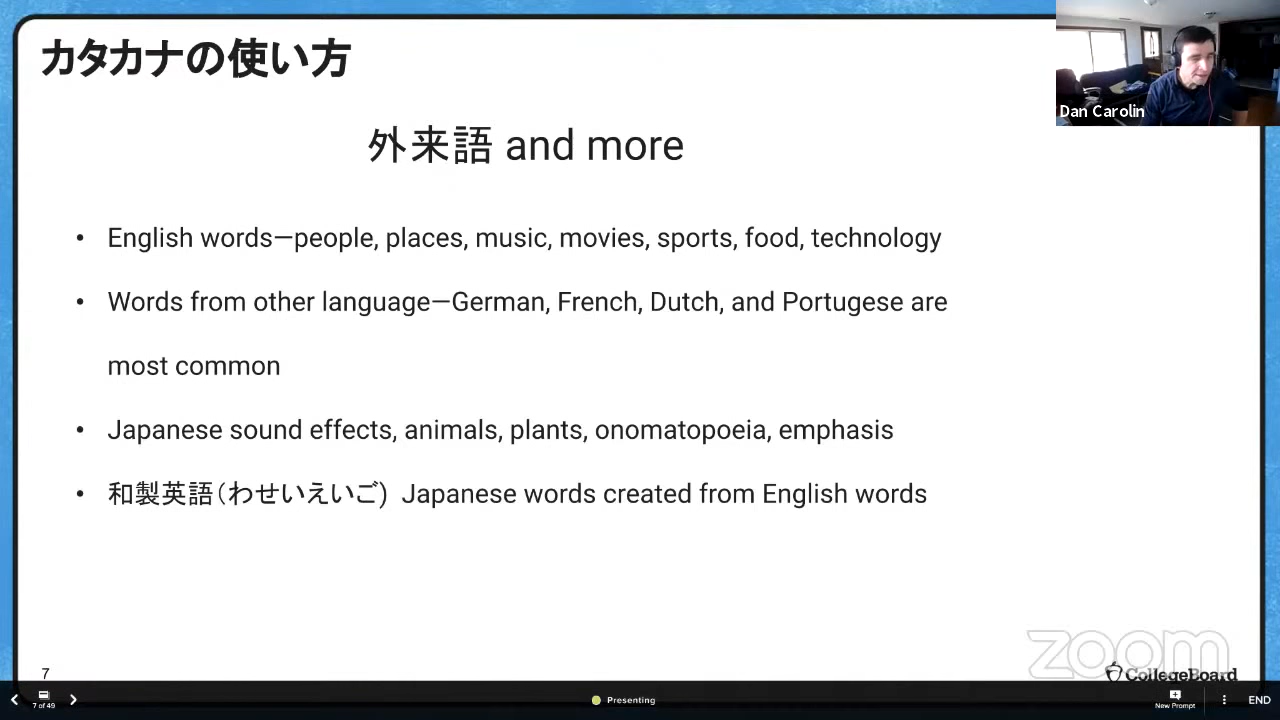 カタカナの使い方
Dan Carolin
外来語 and more
• English words—people, places, music, movies, sports, food, technology
• Words from other language—German, French, Dutch, and Portugese are
most common
• Japanese sound effects, animals, plants, onomatopoeia, emphasis
• 和製英語(わせいえいご) Japanese words created from English words
zoom
CollegeBoard
7
7 of 49
Presenting
New Prompt
END